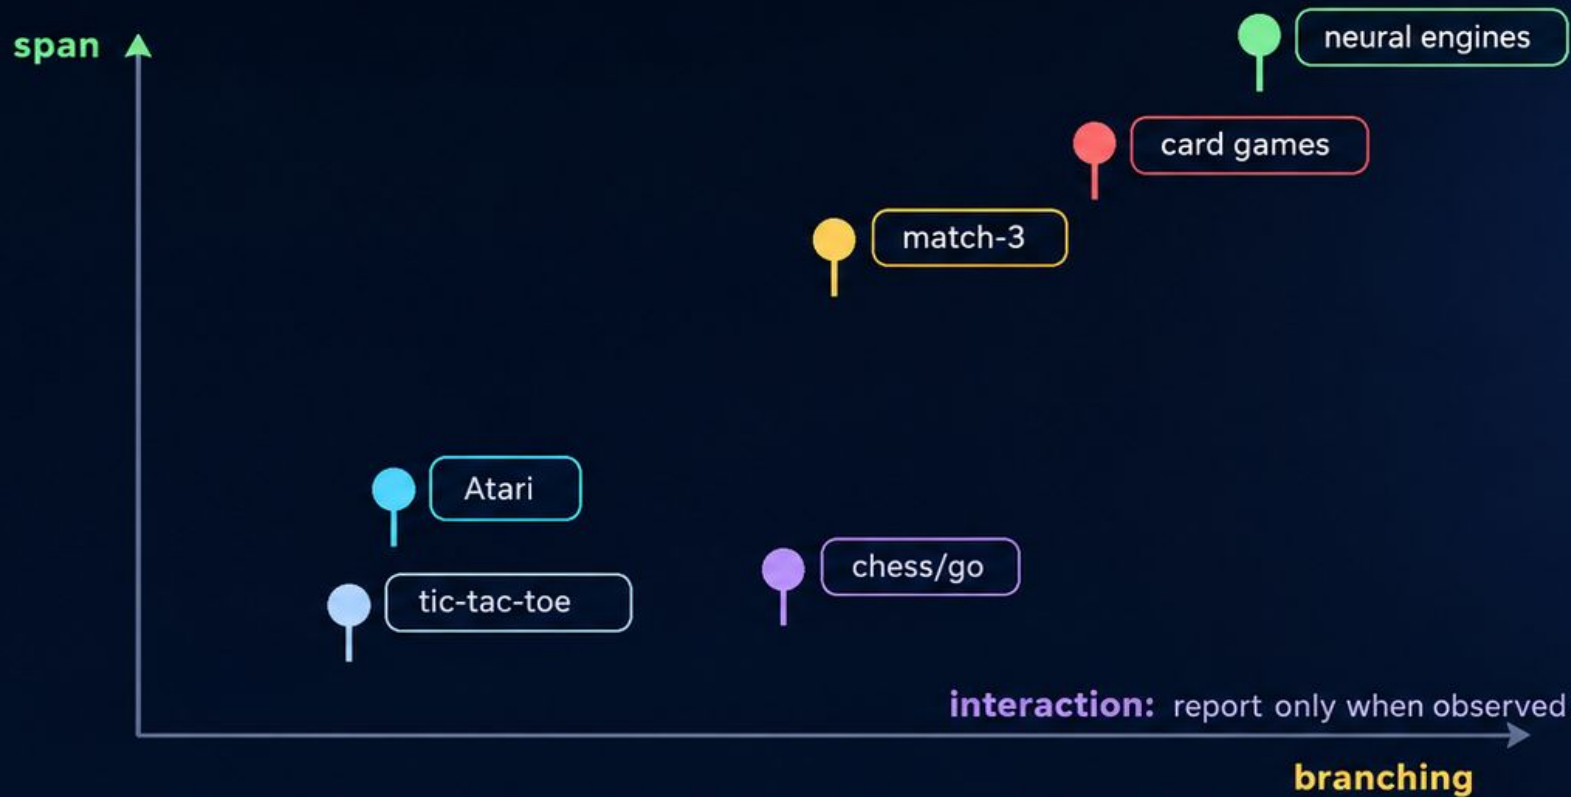 span
neural engines
card games
match-3
Atari
chess/go
tic-tac-toe
interaction: report only when observed
branching